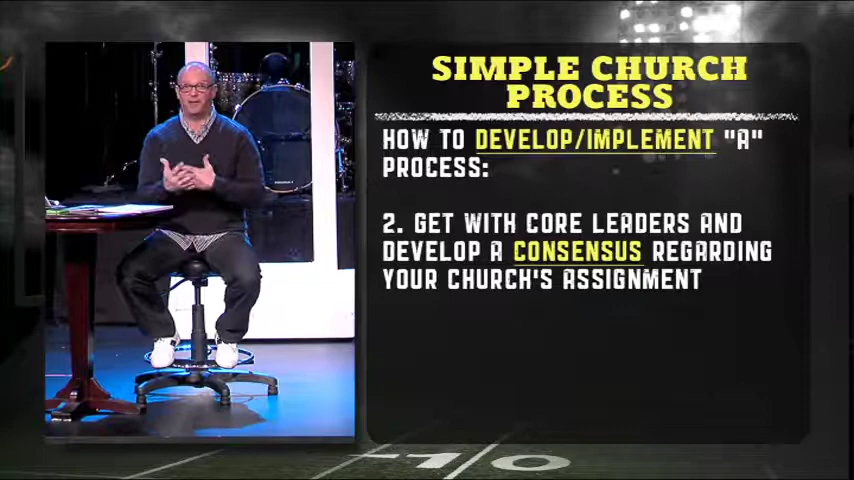 SIMPLE CHURCH
PROCESS
HOW TO DEVELOP/IMPLEMENT "A"
PROCESS:
2. GET WITH CORE LEADERS AND
DEVELOP A CONSENSUS REGARDING
YOUR CHURCH'S ASSIGNMENT
10